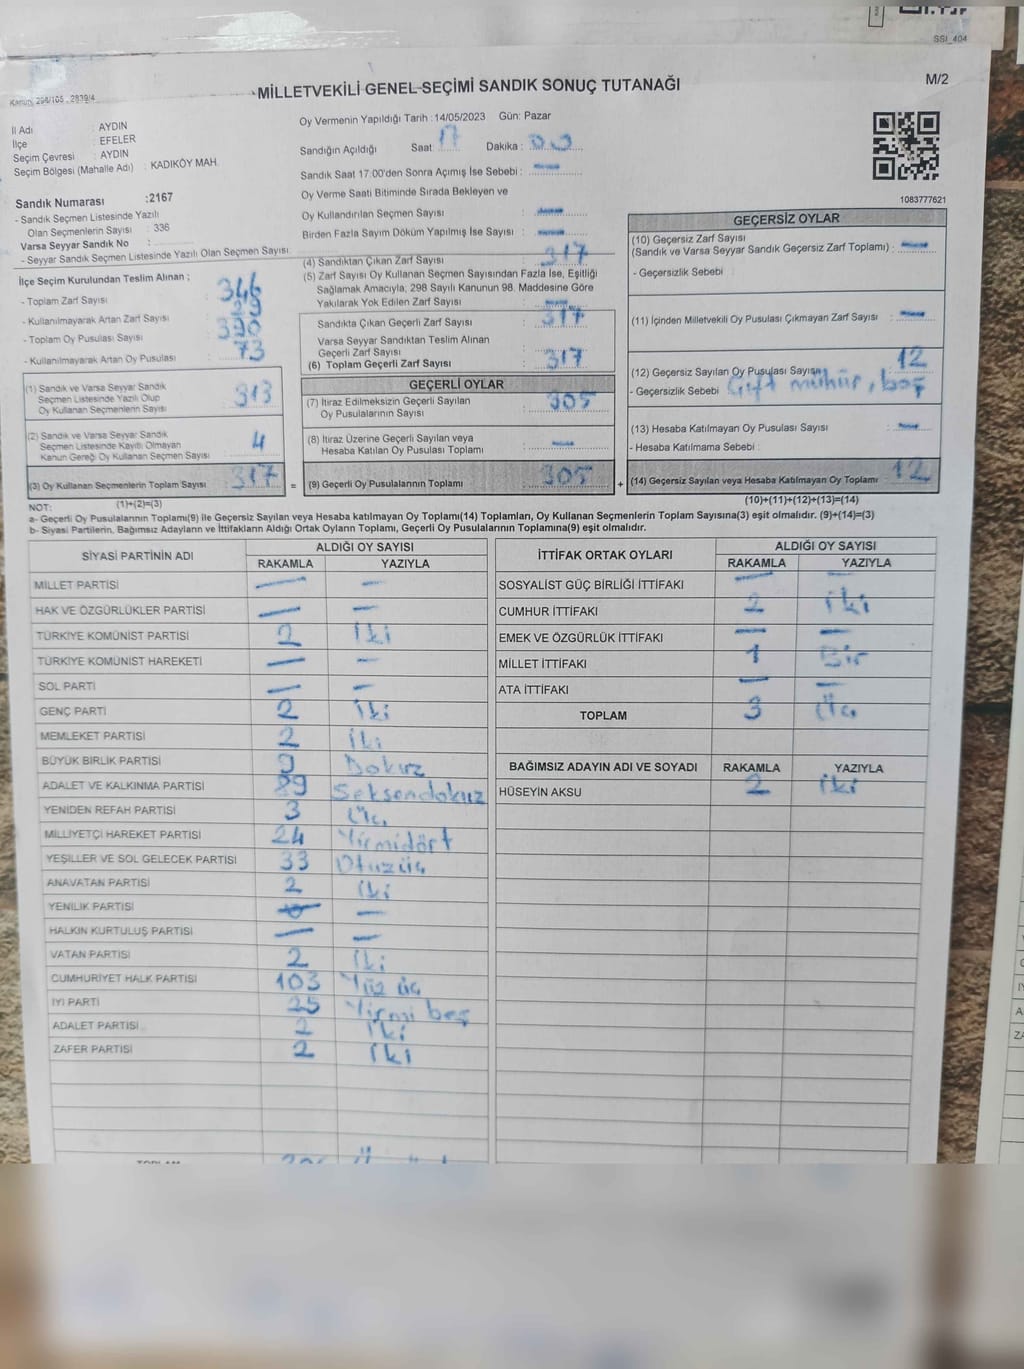 SSI_404
M/2
MİLLETVEKİLİ GENEL SEÇİMİ SANDIK SONUÇ TUTANAĞI
İl Adı : AYDIN
İlçe : EFELER
Seçim Çevresi : AYDIN
Seçim Bölgesi (Mahalle Adı) : KADIKÖY MAH.
Oy Vermenin Yapıldığı Tarih :14/05/2023 Gün: Pazar
Sandığın Açıldığı Saat : 17 Dakika : 00
Sandık Saat 17:00'den Sonra Açımış İse Sebebi : —
Oy Verme Saati Bitiminde Sırada Bekleyen ve
Oy Kullandırılan Seçmen Sayısı : —
Birden Fazla Sayım Döküm Yapılmış İse Sayısı : —
1083777621
Sandık Numarası :2167
- Sandık Seçmen Listesinde Yazılı
Olan Seçmenlerin Sayısı : 336
Varsa Seyyar Sandık No :
- Seyyar Sandık Seçmen Listesinde Yazılı Olan Seçmen Sayısı :
İlçe Seçim Kurulundan Teslim Alınan ;
- Toplam Zarf Sayısı : 346
- Kullanılmayarak Artan Zarf Sayısı : 29
- Toplam Oy Pusulası Sayısı : 390
- Kullanılmayarak Artan Oy Pusulası : 73
(1) Sandık ve Varsa Seyyar Sandık
Seçmen Listesinde Yazılı Olup
Oy Kullanan Seçmenlerin Sayısı : 313
(2) Sandık ve Varsa Seyyar Sandık
Seçmen Listesinde Kayıtlı Olmayan
Kanun Gereği Oy Kullanan Seçmen Sayısı : 4
(3) Oy Kullanan Seçmenlerin Toplam Sayısı : 317
(1)+(2)=(3)
(4) Sandıktan Çıkan Zarf Sayısı : 317
(5) Zarf Sayısı Oy Kullanan Seçmen Sayısından Fazla İse, Eşitliği
Sağlamak Amacıyla, 298 Sayılı Kanunun 98. Maddesine Göre
Yakılarak Yok Edilen Zarf Sayısı : —
Sandıkta Çıkan Geçerli Zarf Sayısı : 317
Varsa Seyyar Sandıktan Teslim Alınan
Geçerli Zarf Sayısı :
(6) Toplam Geçerli Zarf Sayısı : 317
GEÇERLİ OYLAR
(7) İtiraz Edilmeksizin Geçerli Sayılan
Oy Pusulalarının Sayısı : 305
(8) İtiraz Üzerine Geçerli Sayılan veya
Hesaba Katılan Oy Pusulası Toplamı : —
= (9) Geçerli Oy Pusulalarının Toplamı : 305
GEÇERSİZ OYLAR
(10) Geçersiz Zarf Sayısı
(Sandık ve Varsa Seyyar Sandık Geçersiz Zarf Toplamı) : —
- Geçersizlik Sebebi :
(11) İçinden Milletvekili Oy Pusulası Çıkmayan Zarf Sayısı : —
(12) Geçersiz Sayılan Oy Pusulası Sayısı : 12
- Geçersizlik Sebebi : Çift mühür, boş
(13) Hesaba Katılmayan Oy Pusulası Sayısı : —
- Hesaba Katılmama Sebebi :
+ (14) Geçersiz Sayılan veya Hesaba Katılmayan Oy Toplamı : 12
(10)+(11)+(12)+(13)=(14)
NOT:
a- Geçerli Oy Pusulalarının Toplamı(9) ile Geçersiz Sayılan veya Hesaba katılmayan Oy Toplamı(14) Toplamları, Oy Kullanan Seçmenlerin Toplam Sayısına(3) eşit olmalıdır. (9)+(14)=(3)
b- Siyasi Partilerin, Bağımsız Adayların ve İttifakların Aldığı Ortak Oyların Toplamı, Geçerli Oy Pusulalarının Toplamına(9) eşit olmalıdır.
SİYASİ PARTİNİN ADI ALDIĞI OY SAYISI
RAKAMLA YAZIYLA
MİLLET PARTİSİ — —
HAK VE ÖZGÜRLÜKLER PARTİSİ — —
TÜRKİYE KOMÜNİST PARTİSİ 2 İki
TÜRKİYE KOMÜNİST HAREKETİ — —
SOL PARTİ — —
GENÇ PARTİ 2 İki
MEMLEKET PARTİSİ 2 İki
BÜYÜK BİRLİK PARTİSİ 9 Dokuz
ADALET VE KALKINMA PARTİSİ 89 Seksendokuz
YENİDEN REFAH PARTİSİ 3 Üç
MİLLİYETÇİ HAREKET PARTİSİ 24 Yirmidört
YEŞİLLER VE SOL GELECEK PARTİSİ 33 Otuzüç
ANAVATAN PARTİSİ 2 İki
YENİLİK PARTİSİ — —
HALKIN KURTULUŞ PARTİSİ — —
VATAN PARTİSİ 2 İki
CUMHURİYET HALK PARTİSİ 103 Yüz üç
İYİ PARTİ 25 Yirmi beş
ADALET PARTİSİ 2 İki
ZAFER PARTİSİ 2 İki
İTTİFAK ORTAK OYLARI ALDIĞI OY SAYISI
RAKAMLA YAZIYLA
SOSYALİST GÜÇ BİRLİĞİ İTTİFAKI — —
CUMHUR İTTİFAKI 2 İki
EMEK VE ÖZGÜRLÜK İTTİFAKI — —
MİLLET İTTİFAKI 1 Bir
ATA İTTİFAKI — —
TOPLAM 3 Üç
BAĞIMSIZ ADAYIN ADI VE SOYADI RAKAMLA YAZIYLA
HÜSEYİN AKSU 2 İki